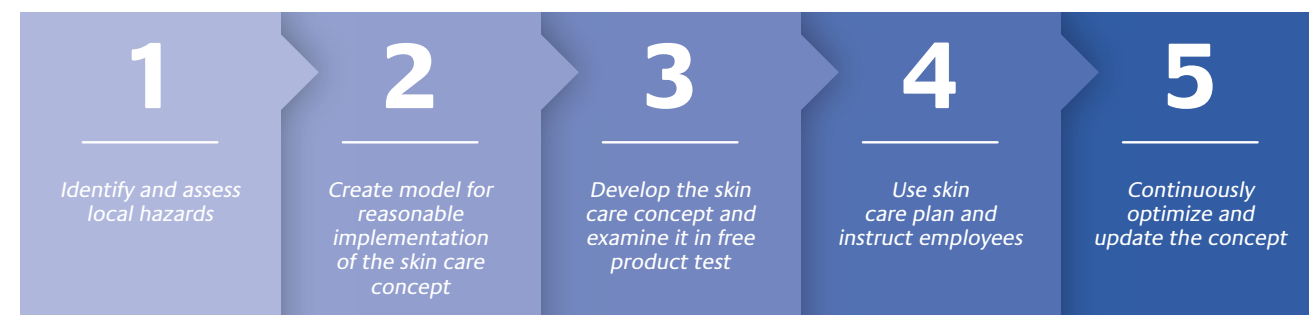 1
Identify and assess
local hazards
2
Create model for
reasonable
implementation
of the skin care
concept
3
Develop the skin
care concept and
examine it in free
product test
4
Use skin
care plan and
instruct employees
5
Continuously
optimize and
update the concept